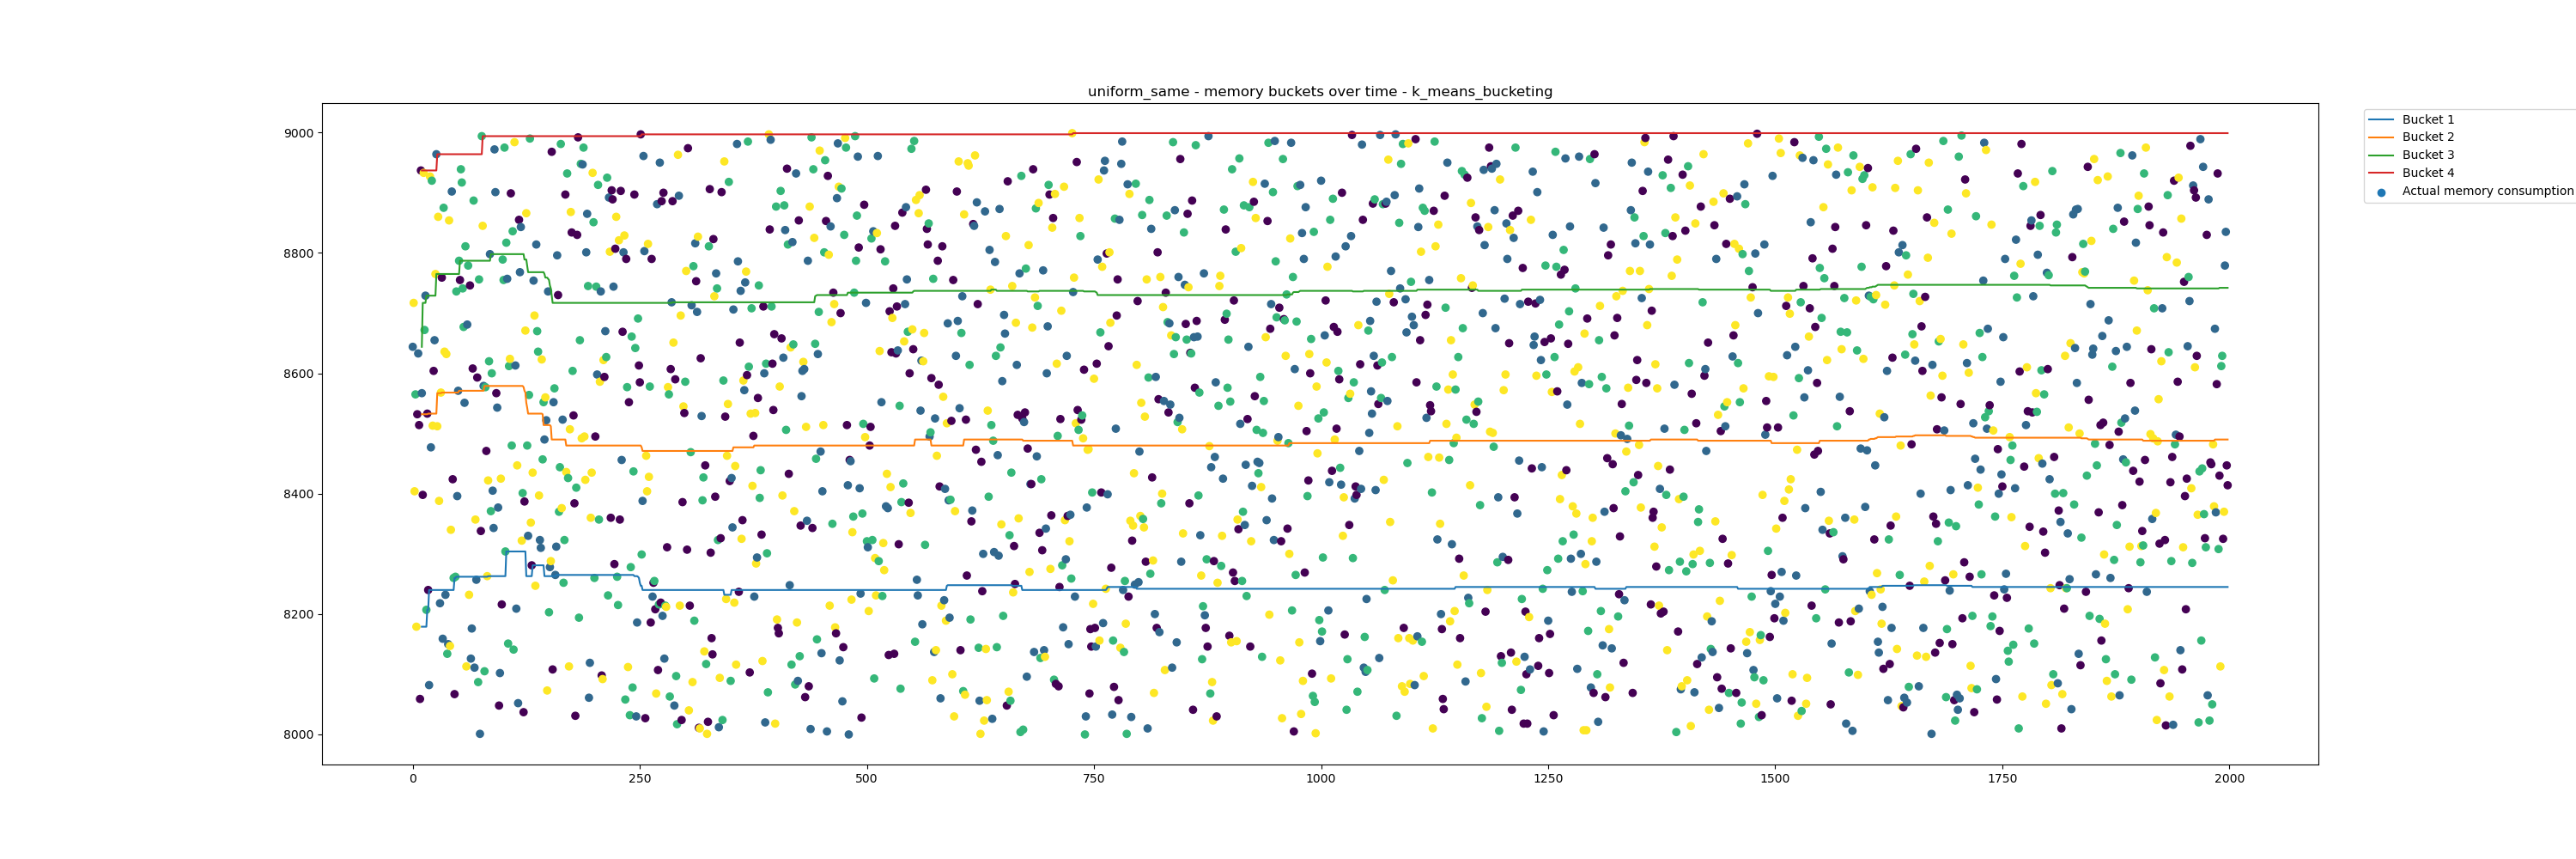 uniform_same - memory buckets over time - k_means_bucketing
9000
8800
8600
8400
8200
8000
0 250 500 750 1000 1250 1500 1750 2000
Bucket 1
Bucket 2
Bucket 3
Bucket 4
Actual memory consumption